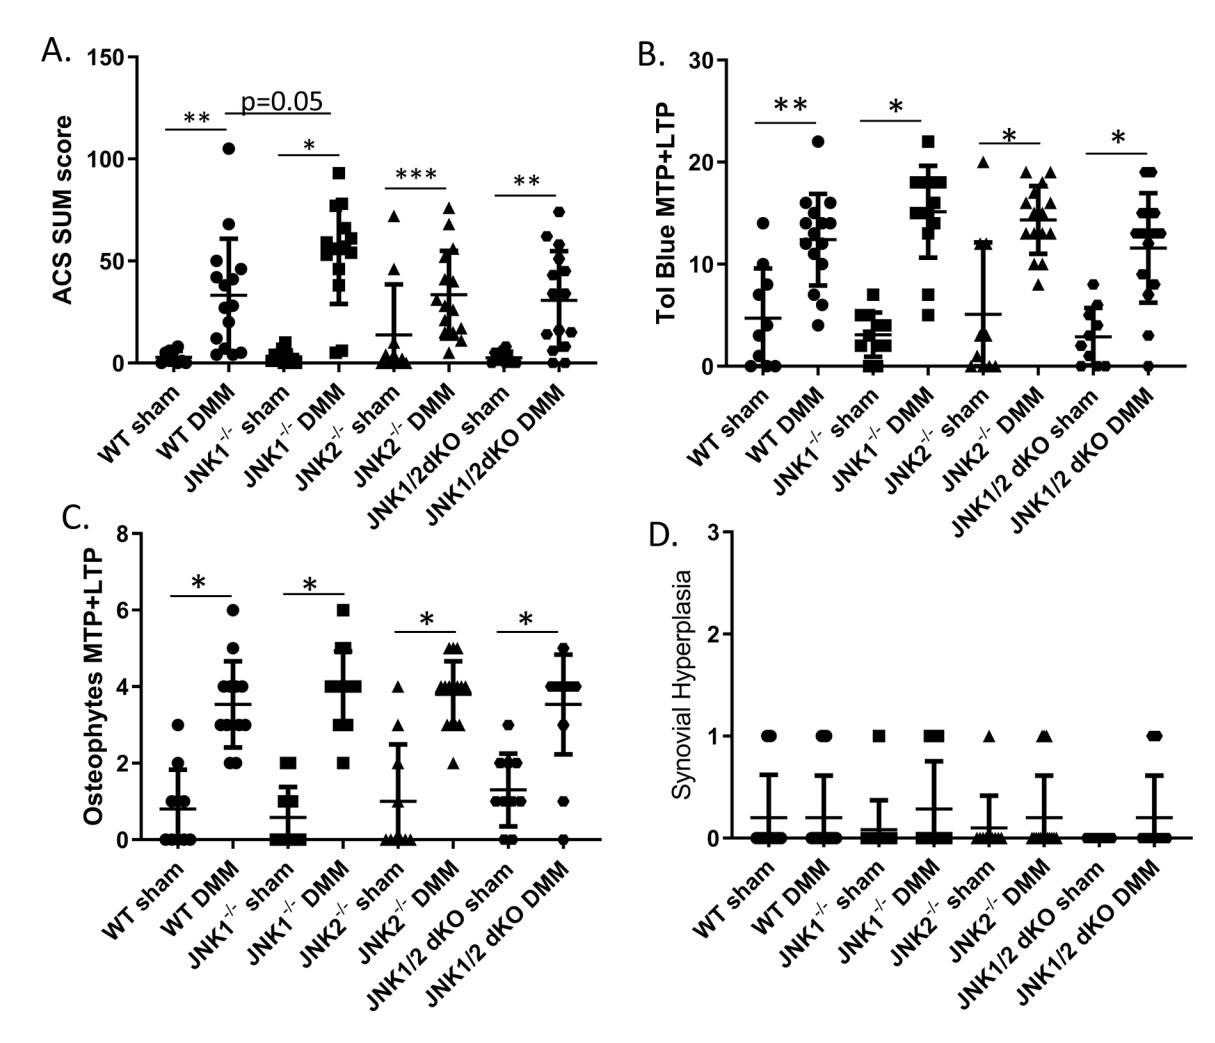 A.
ACS SUM score
150
100
50
0
**
p=0.05
*
***
**
WT sham
WT DMM
JNK1-/- sham
JNK1-/- DMM
JNK2-/- sham
JNK2-/- DMM
JNK1/2dKO sham
JNK1/2dKO DMM
B.
Tol Blue MTP+LTP
30
20
10
0
**
*
*
*
WT sham
WT DMM
JNK1-/- sham
JNK1-/- DMM
JNK2-/- sham
JNK2-/- DMM
JNK1/2 dKO sham
JNK1/2 dKO DMM
C.
Osteophytes MTP+LTP
8
6
4
2
0
*
*
*
*
WT sham
WT DMM
JNK1-/- sham
JNK1-/- DMM
JNK2-/- sham
JNK2-/- DMM
JNK1/2 dKO sham
JNK1/2 dKO DMM
D.
Synovial Hyperplasia
3
2
1
0
WT sham
WT DMM
JNK1-/- sham
JNK1-/- DMM
JNK2-/- sham
JNK2-/- DMM
JNK1/2 dKO sham
JNK1/2 dKO DMM